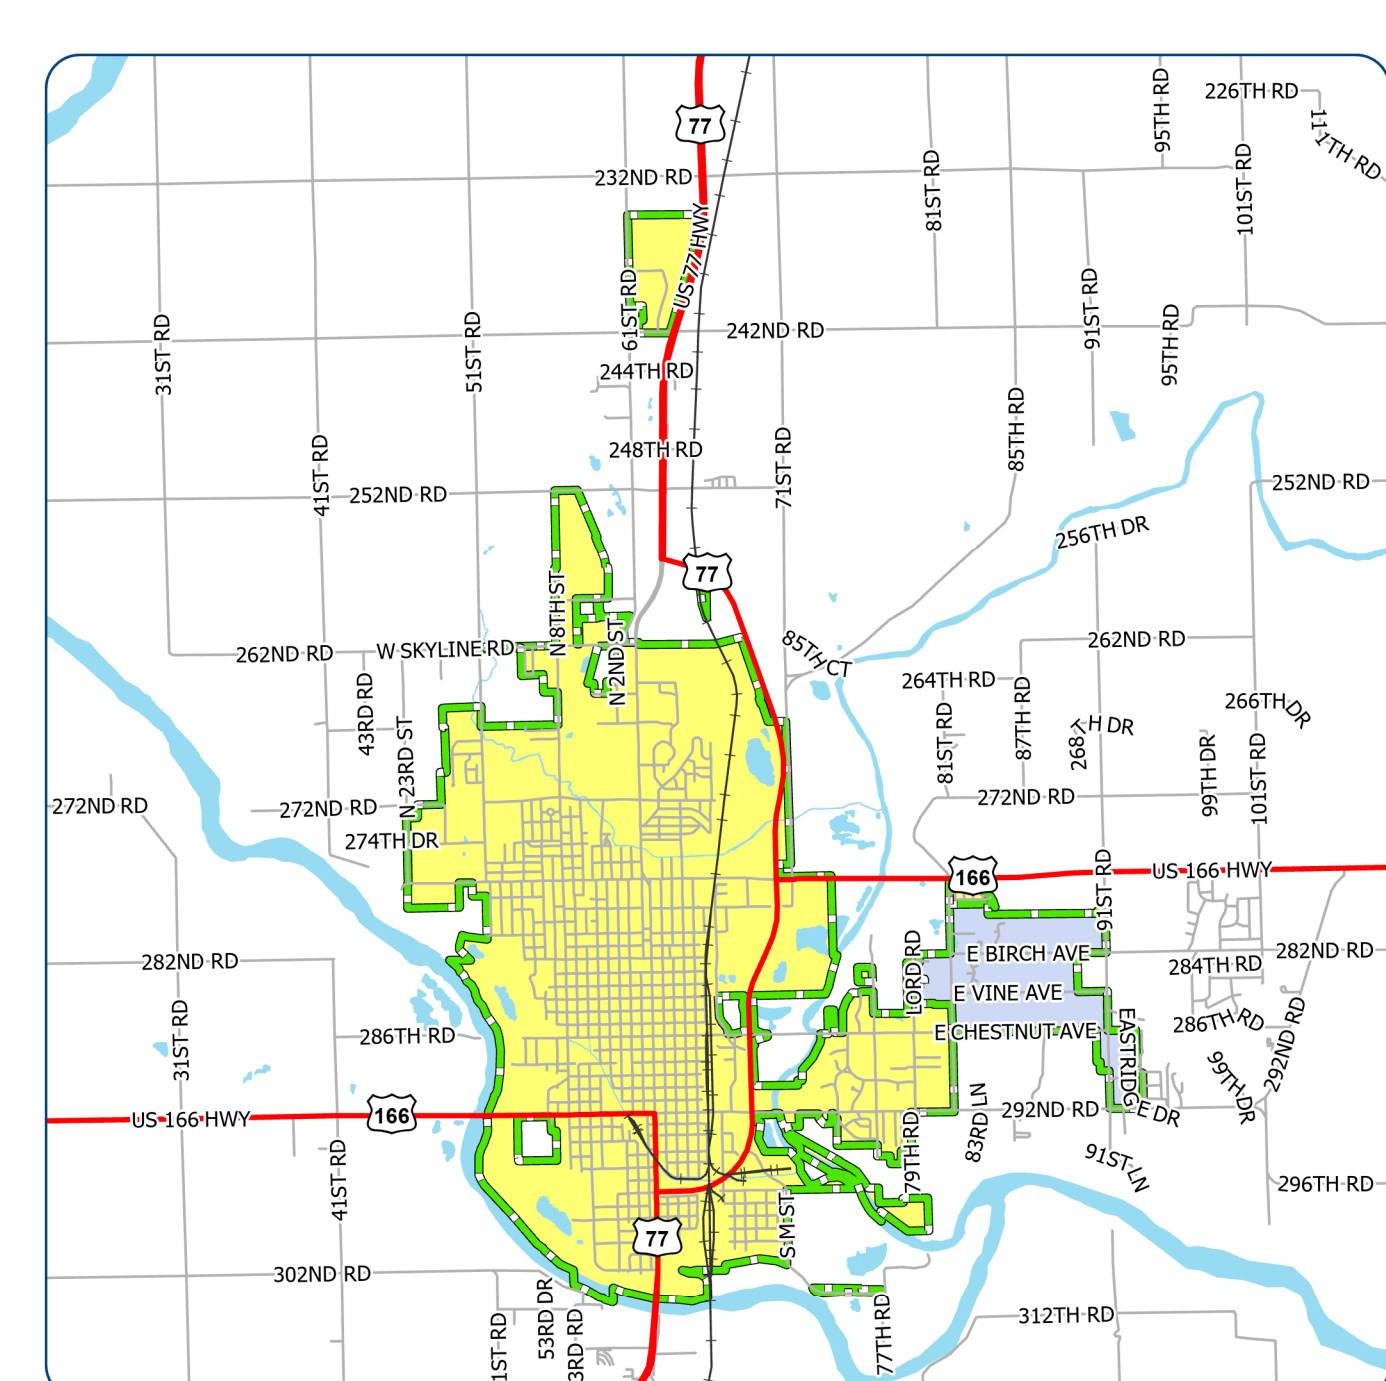 226TH RD
95TH RD
111TH RD
77
81ST RD
101ST RD
232ND RD
US 77 HWY
61ST RD
91ST RD
31ST RD
51ST RD
242ND RD
95TH RD
244TH RD
85TH RD
41ST RD
248TH RD
71ST RD
252ND RD
252ND RD
256TH DR
77
N 8TH ST
N 2ND ST
85TH CT
262ND RD
262ND RD
W SKYLINE RD
43RD RD
264TH RD
87TH RD
266TH DR
N 23RD ST
81ST RD
268TH DR
99TH DR
101ST RD
272ND RD
272ND RD
272ND RD
274TH DR
166
US 166 HWY
91ST RD
282ND RD
LORD RD
E BIRCH AVE
282ND RD
284TH RD
E VINE AVE
31ST RD
286TH RD
E CHESTNUT AVE
EASTRIDGE DR
286TH RD
292ND RD
99TH DR
US 166 HWY
166
292ND RD
83RD LN
79TH RD
41ST RD
91ST LN
296TH RD
S M ST
77
302ND RD
53RD DR
1ST RD
3RD RD
77TH RD
312TH RD